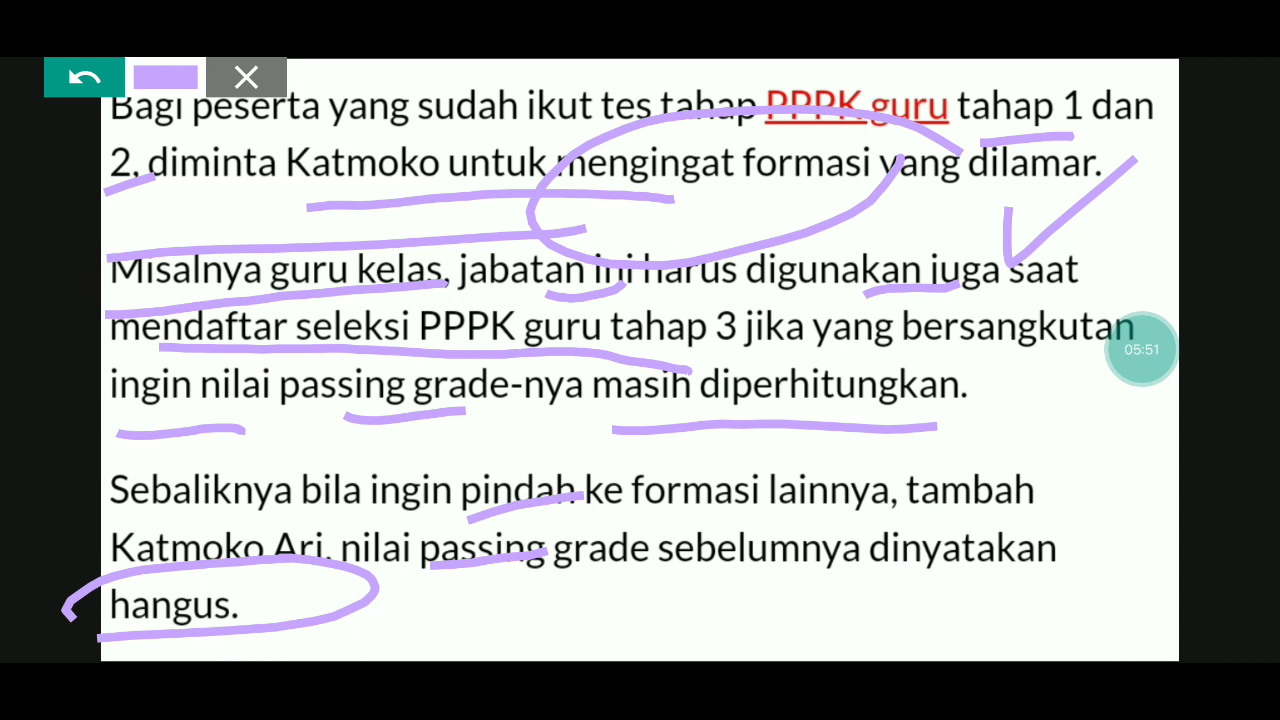 Bagi peserta yang sudah ikut tes tahap PPPK guru tahap 1 dan
2, diminta Katmoko untuk mengingat formasi yang dilamar.
Misalnya guru kelas, jabatan ini harus digunakan juga saat
mendaftar seleksi PPPK guru tahap 3 jika yang bersangkutan
05:51
ingin nilai passing grade-nya masih diperhitungkan.
Sebaliknya bila ingin pindah ke formasi lainnya, tambah
Katmoko Ari, nilai passing grade sebelumnya dinyatakan
hangus.